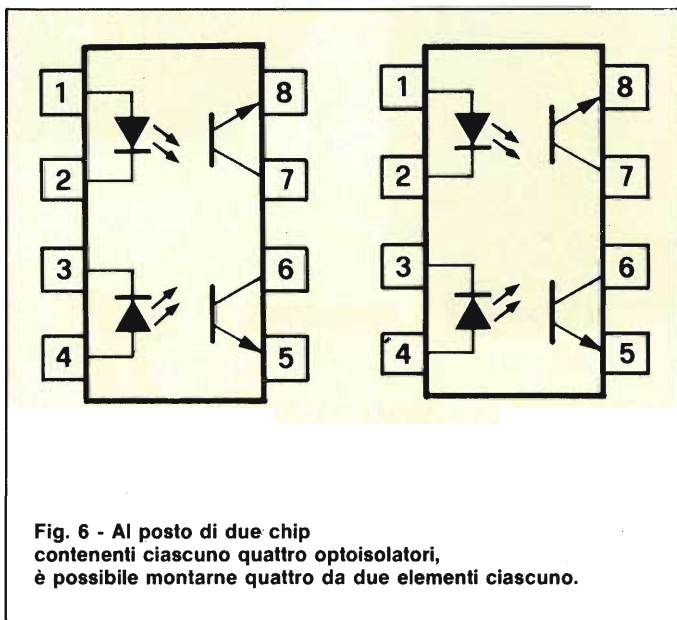 1 8 1 8
2 7 2 7
3 6 3 6
4 5 4 5
Fig. 6 - Al posto di due chip
contenenti ciascuno quattro optoisolatori,
è possibile montarne quattro da due elementi ciascuno.